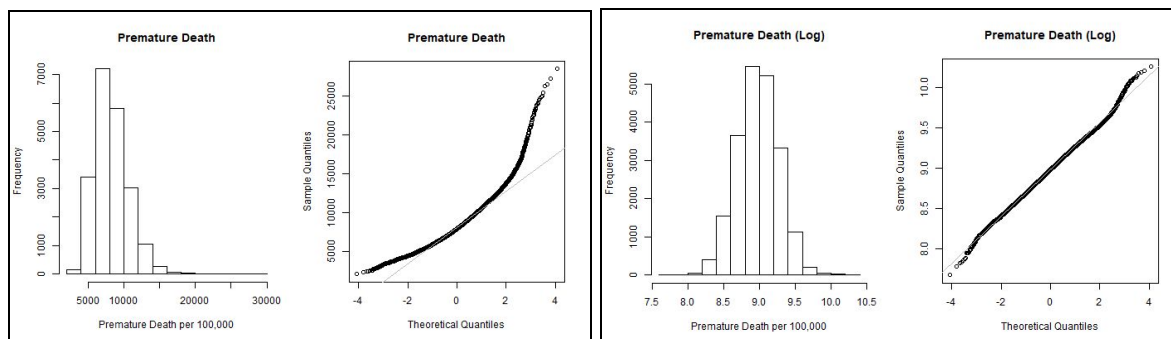 Premature Death
Frequency
7000
5000
3000
1000
0
5000 10000 20000 30000
Premature Death per 100,000
Premature Death
Sample Quantiles
25000
20000
15000
10000
5000
-4 -2 0 2 4
Theoretical Quantiles
Premature Death (Log)
Frequency
5000
4000
3000
2000
1000
0
7.5 8.0 8.5 9.0 9.5 10.0 10.5
Premature Death per 100,000
Premature Death (Log)
Sample Quantiles
10.0
9.5
9.0
8.5
8.0
-4 -2 0 2 4
Theoretical Quantiles